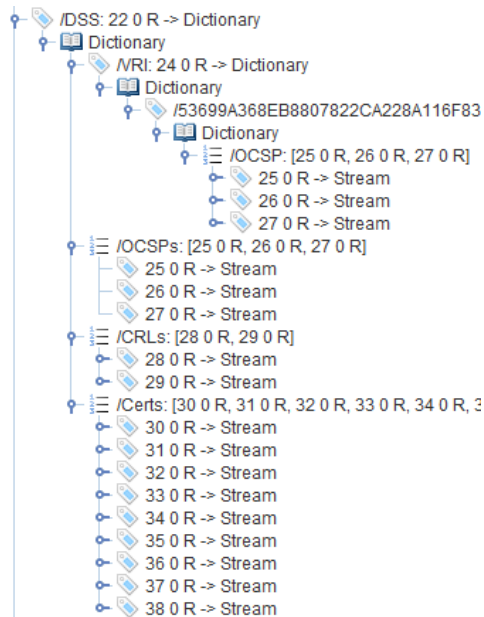 /DSS: 22 0 R -> Dictionary
Dictionary
/VRI: 24 0 R -> Dictionary
Dictionary
/53699A368EB8807822CA228A116F83
Dictionary
/OCSP: [25 0 R, 26 0 R, 27 0 R]
25 0 R -> Stream
26 0 R -> Stream
27 0 R -> Stream
/OCSPs: [25 0 R, 26 0 R, 27 0 R]
25 0 R -> Stream
26 0 R -> Stream
27 0 R -> Stream
/CRLs: [28 0 R, 29 0 R]
28 0 R -> Stream
29 0 R -> Stream
/Certs: [30 0 R, 31 0 R, 32 0 R, 33 0 R, 34 0 R, 3
30 0 R -> Stream
31 0 R -> Stream
32 0 R -> Stream
33 0 R -> Stream
34 0 R -> Stream
35 0 R -> Stream
36 0 R -> Stream
37 0 R -> Stream
38 0 R -> Stream